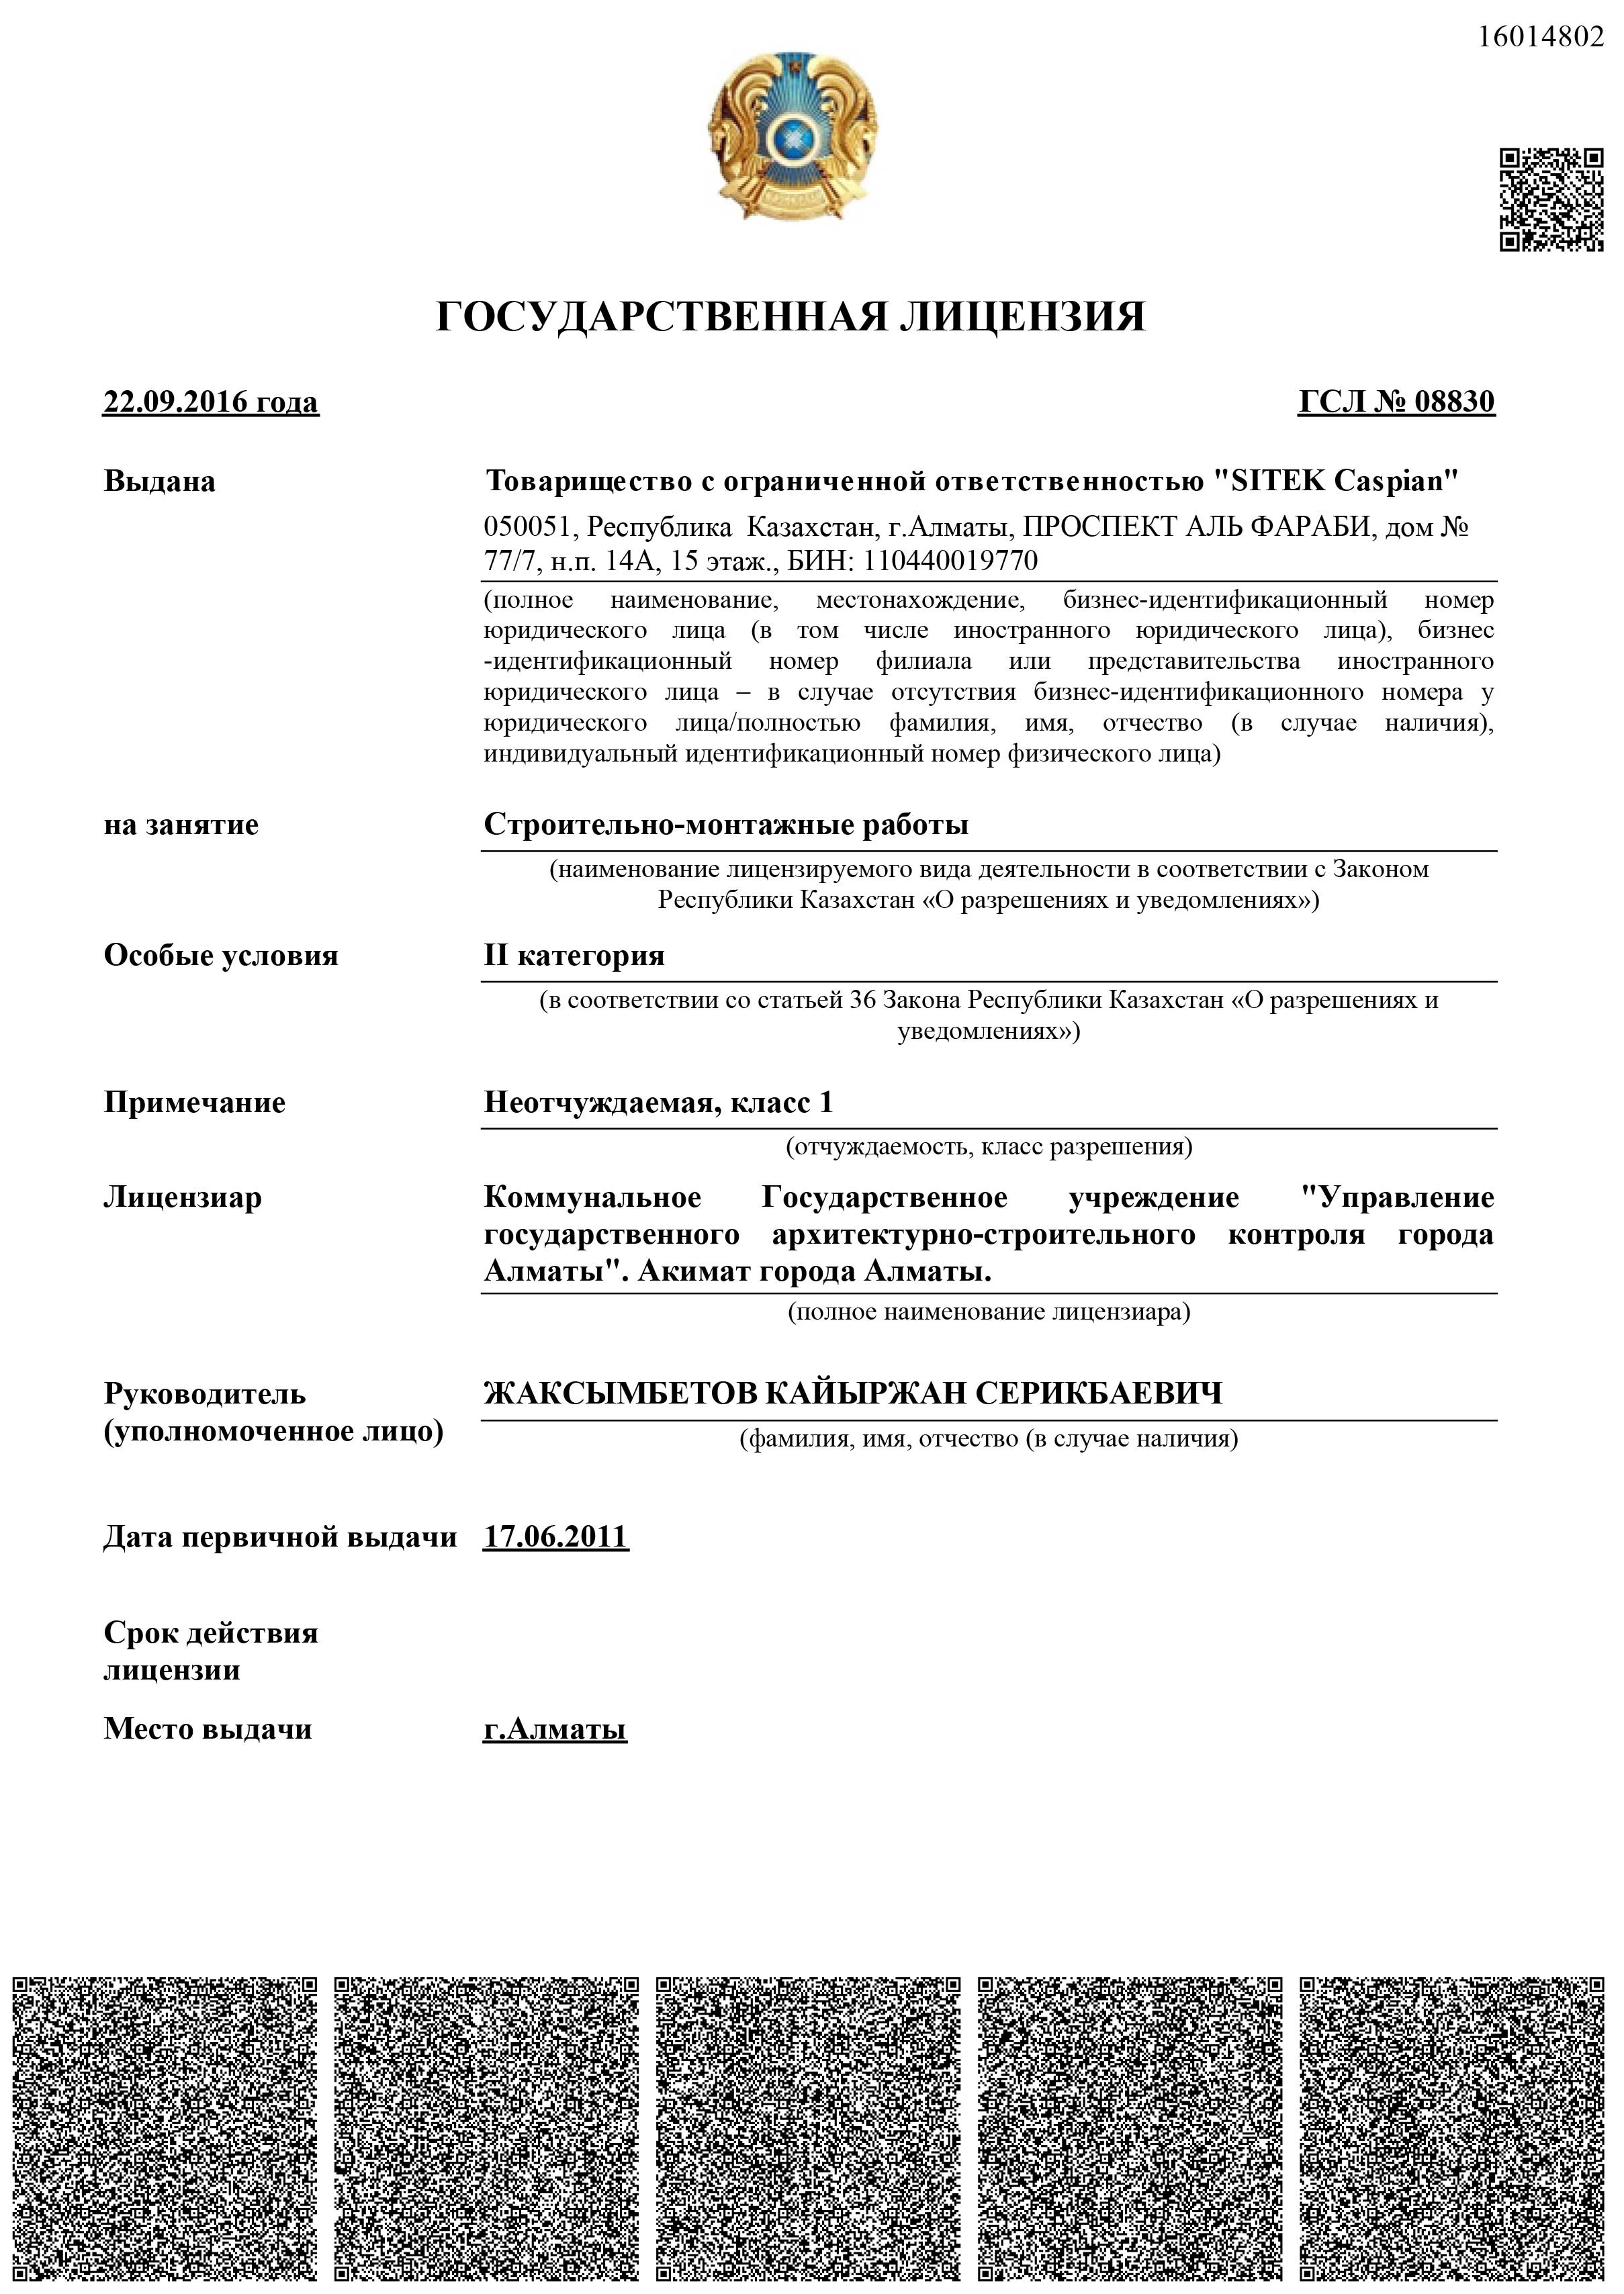 16014802
ГОСУДАРСТВЕННАЯ ЛИЦЕНЗИЯ
22.09.2016 года
ГСЛ № 08830
Выдана
Товарищество с ограниченной ответственностью "SITEK Caspian"
050051, Республика Казахстан, г.Алматы, ПРОСПЕКТ АЛЬ ФАРАБИ, дом №
77/7, н.п. 14А, 15 этаж., БИН: 110440019770
(полное наименование, местонахождение, бизнес-идентификационный номер
юридического лица (в том числе иностранного юридического лица), бизнес
-идентификационный номер филиала или представительства иностранного
юридического лица – в случае отсутствия бизнес-идентификационного номера у
юридического лица/полностью фамилия, имя, отчество (в случае наличия),
индивидуальный идентификационный номер физического лица)
на занятие
Строительно-монтажные работы
(наименование лицензируемого вида деятельности в соответствии с Законом
Республики Казахстан «О разрешениях и уведомлениях»)
Особые условия
II категория
(в соответствии со статьей 36 Закона Республики Казахстан «О разрешениях и
уведомлениях»)
Примечание
Неотчуждаемая, класс 1
(отчуждаемость, класс разрешения)
Лицензиар
Коммунальное Государственное учреждение "Управление
государственного архитектурно-строительного контроля города
Алматы". Акимат города Алматы.
(полное наименование лицензиара)
Руководитель
(уполномоченное лицо)
ЖАКСЫМБЕТОВ КАЙЫРЖАН СЕРИКБАЕВИЧ
(фамилия, имя, отчество (в случае наличия)
Дата первичной выдачи
17.06.2011
Срок действия
лицензии
Место выдачи
г.Алматы